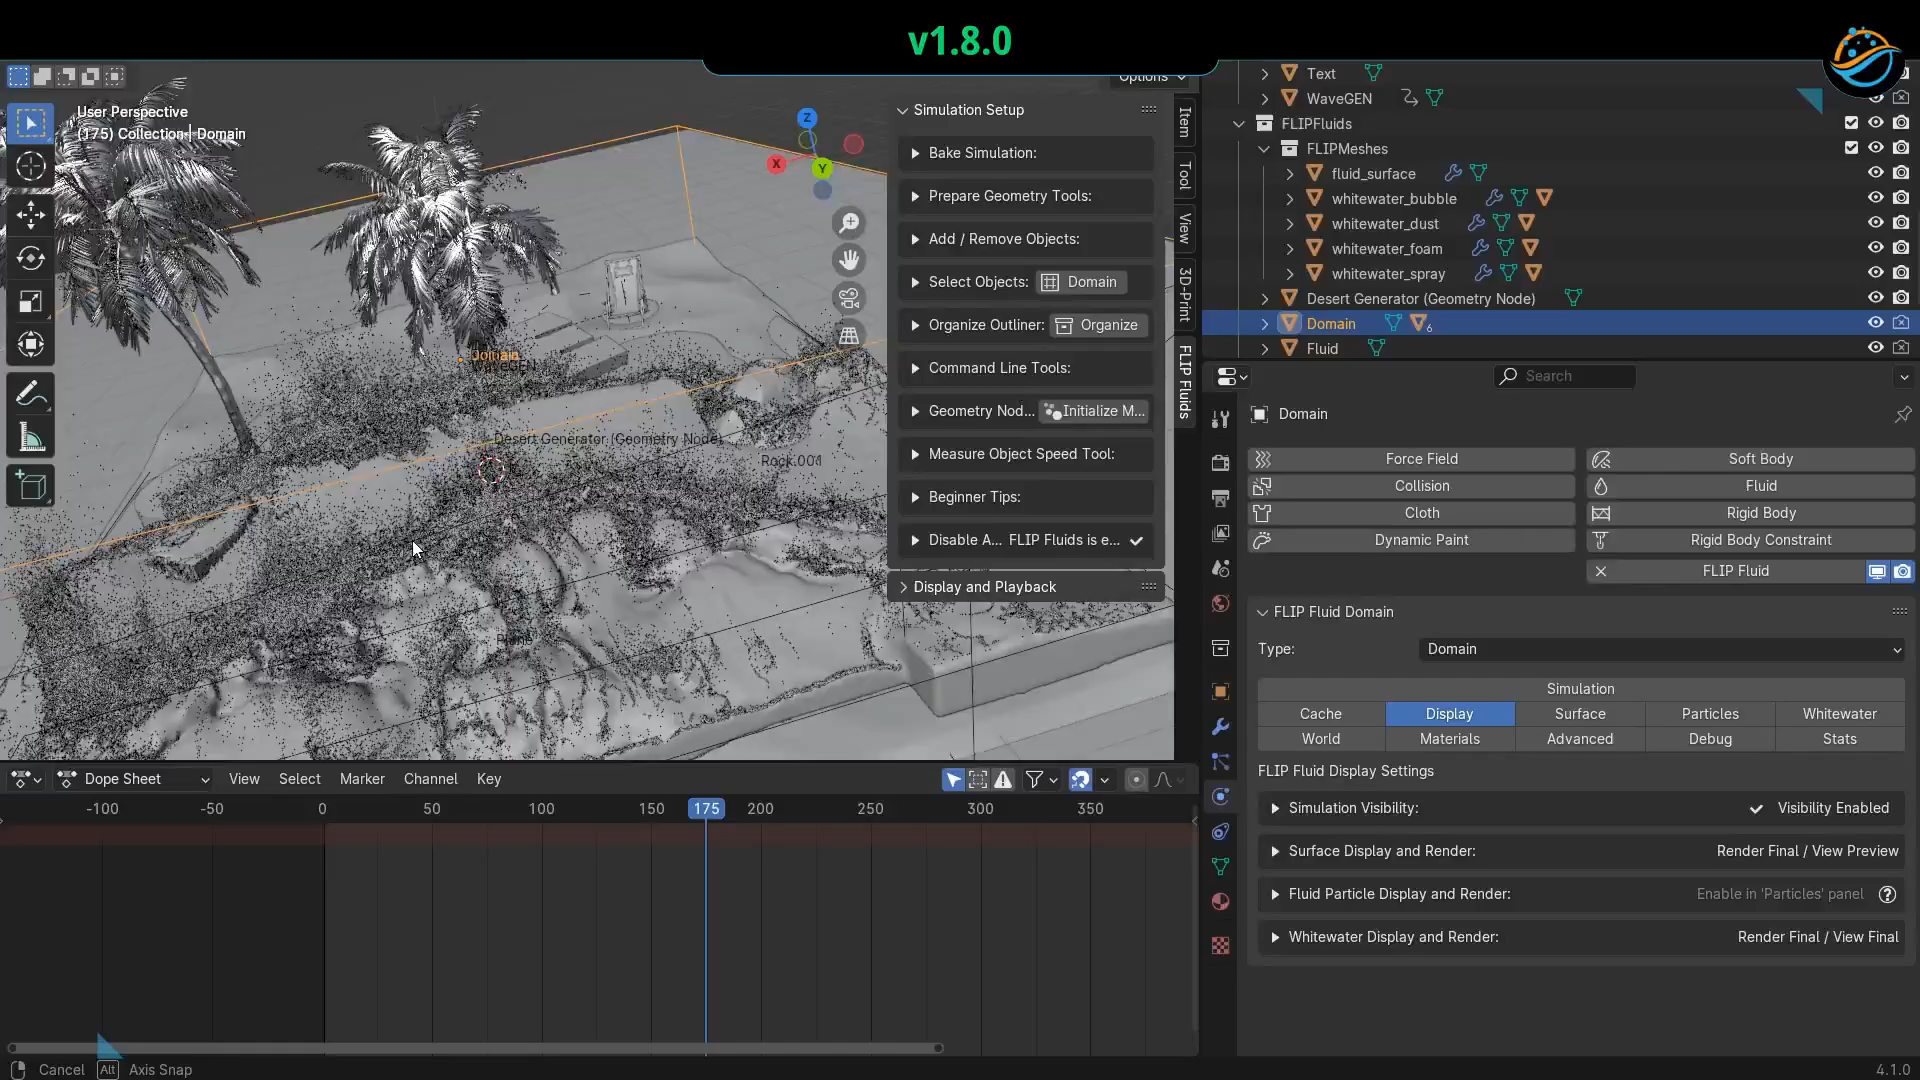 v1.8.0
Options
User Perspective
(175) Collection | Domain
Z
X
Y
Domain
WaveGEN
Desert Generator (Geometry Node)
Rock.001
Plane
Simulation Setup
Bake Simulation:
Prepare Geometry Tools:
Add / Remove Objects:
Select Objects: Domain
Organize Outliner: Organize
Command Line Tools:
Geometry Nod... Initialize M...
Measure Object Speed Tool:
Beginner Tips:
Disable A... FLIP Fluids is e...
Display and Playback
Item
Tool
View
3D-Print
FLIP Fluids
Text
WaveGEN
FLIPFluids
FLIPMeshes
fluid_surface
whitewater_bubble
whitewater_dust
whitewater_foam
whitewater_spray
Desert Generator (Geometry Node)
Domain 6
Fluid
Search
Domain
Force Field Soft Body
Collision Fluid
Cloth Rigid Body
Dynamic Paint Rigid Body Constraint
FLIP Fluid
FLIP Fluid Domain
Type: Domain
Simulation
Cache Display Surface Particles Whitewater
World Materials Advanced Debug Stats
FLIP Fluid Display Settings
Simulation Visibility: Visibility Enabled
Surface Display and Render: Render Final / View Preview
Fluid Particle Display and Render: Enable in 'Particles' panel ?
Whitewater Display and Render: Render Final / View Final
Dope Sheet View Select Marker Channel Key
-100 -50 0 50 100 150 175 200 250 300 350
Cancel Alt Axis Snap
4.1.0